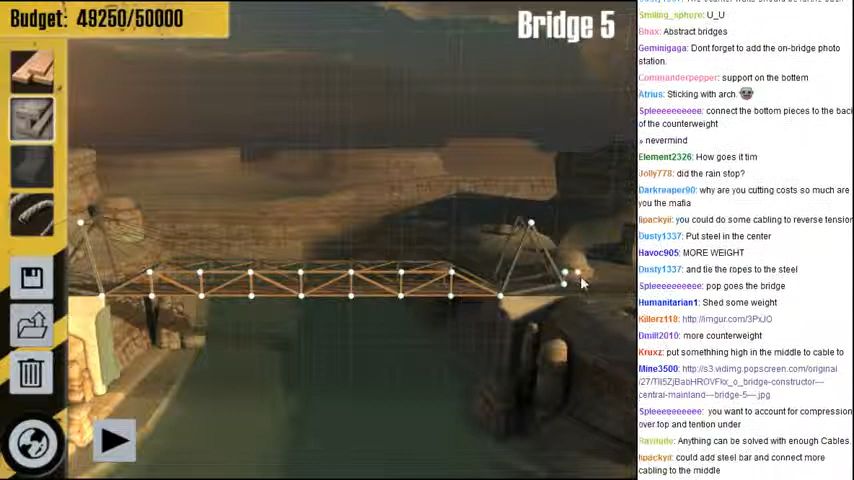 Budget: 49250/50000
Bridge 5
Smiling_sphere: U_U
Bbax: Abstract bridges
Geminigaga: Dont forget to add the on-bridge photo
station.
Commanderpepper: support on the bottem
Atrius: Sticking with arch.
Spleeeeeeeee: connect the bottom pieces to the back
of the counterweight
nevermind
Element2326: How goes it tim
Jolly778: did the rain stop?
Darkreaper90: why are you cutting costs so much are
you the mafia
lipackyii: you could do some cabling to reverse tension
Dusty1337: Put steel in the center
Havoc905: MORE WEIGHT
Dusty1337: and tie the ropes to the steel
Spleeeeeeeee: pop goes the bridge
Humanitarian1: Shed some weight
Killerz118: http://imgur.com/3PxJO
Dmill2010: more counterweight
Kruxz: put somethhing high in the middle to cable to
Mine3500: http://s3.vidimg.popscreen.com/original
central-mainland---bridge-5---.jpg
Spleeeeeeeee: you want to account for compression
over top and tention under
Anything can be solved with enough Cables.
lipackyii: could add steel bar and connect more
cabling to the middle